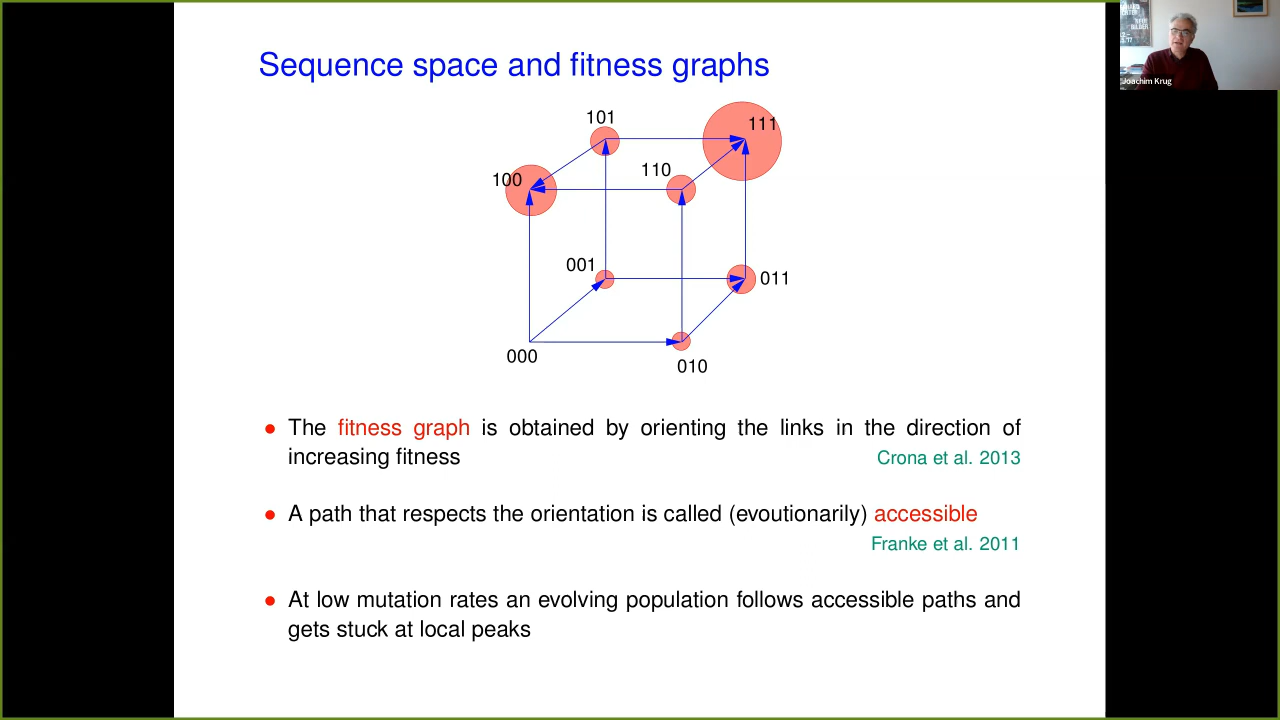 Sequence space and fitness graphs
101
111
110
100
001
011
000
010
● The fitness graph is obtained by orienting the links in the direction of
increasing fitness
Crona et al. 2013
● A path that respects the orientation is called (evoutionarily) accessible
Franke et al. 2011
● At low mutation rates an evolving population follows accessible paths and
gets stuck at local peaks
Joachim Krug